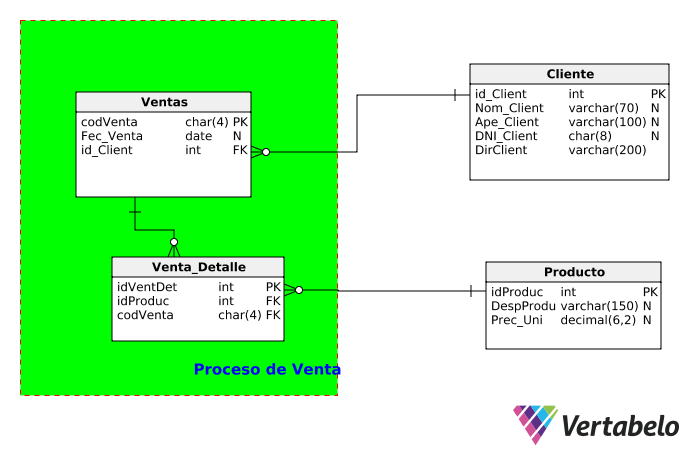 Ventas
codVenta char(4) PK
Fec_Venta date N
id_Client int FK
Cliente
id_Client int PK
Nom_Client varchar(70) N
Ape_Client varchar(100) N
DNI_Client char(8) N
DirClient varchar(200)
Venta_Detalle
idVentDet int PK
idProduc int FK
codVenta char(4) FK
Producto
idProduc int PK
DespProdu varchar(150) N
Prec_Uni decimal(6,2) N
Proceso de Venta
Vertabelo